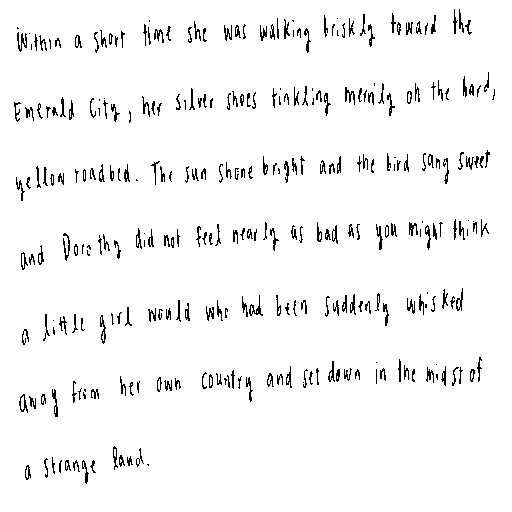 Within a short time she was walking briskly toward the
Emerald City, her silver shoes tinkling merrily on the hard,
yellow roadbed. The sun shone bright and the bird sang sweet
and Dorothy did not feel nearly as bad as you might think
a little girl would who had been suddenly whisked
away from her own country and set down in the midst of
a strange land.